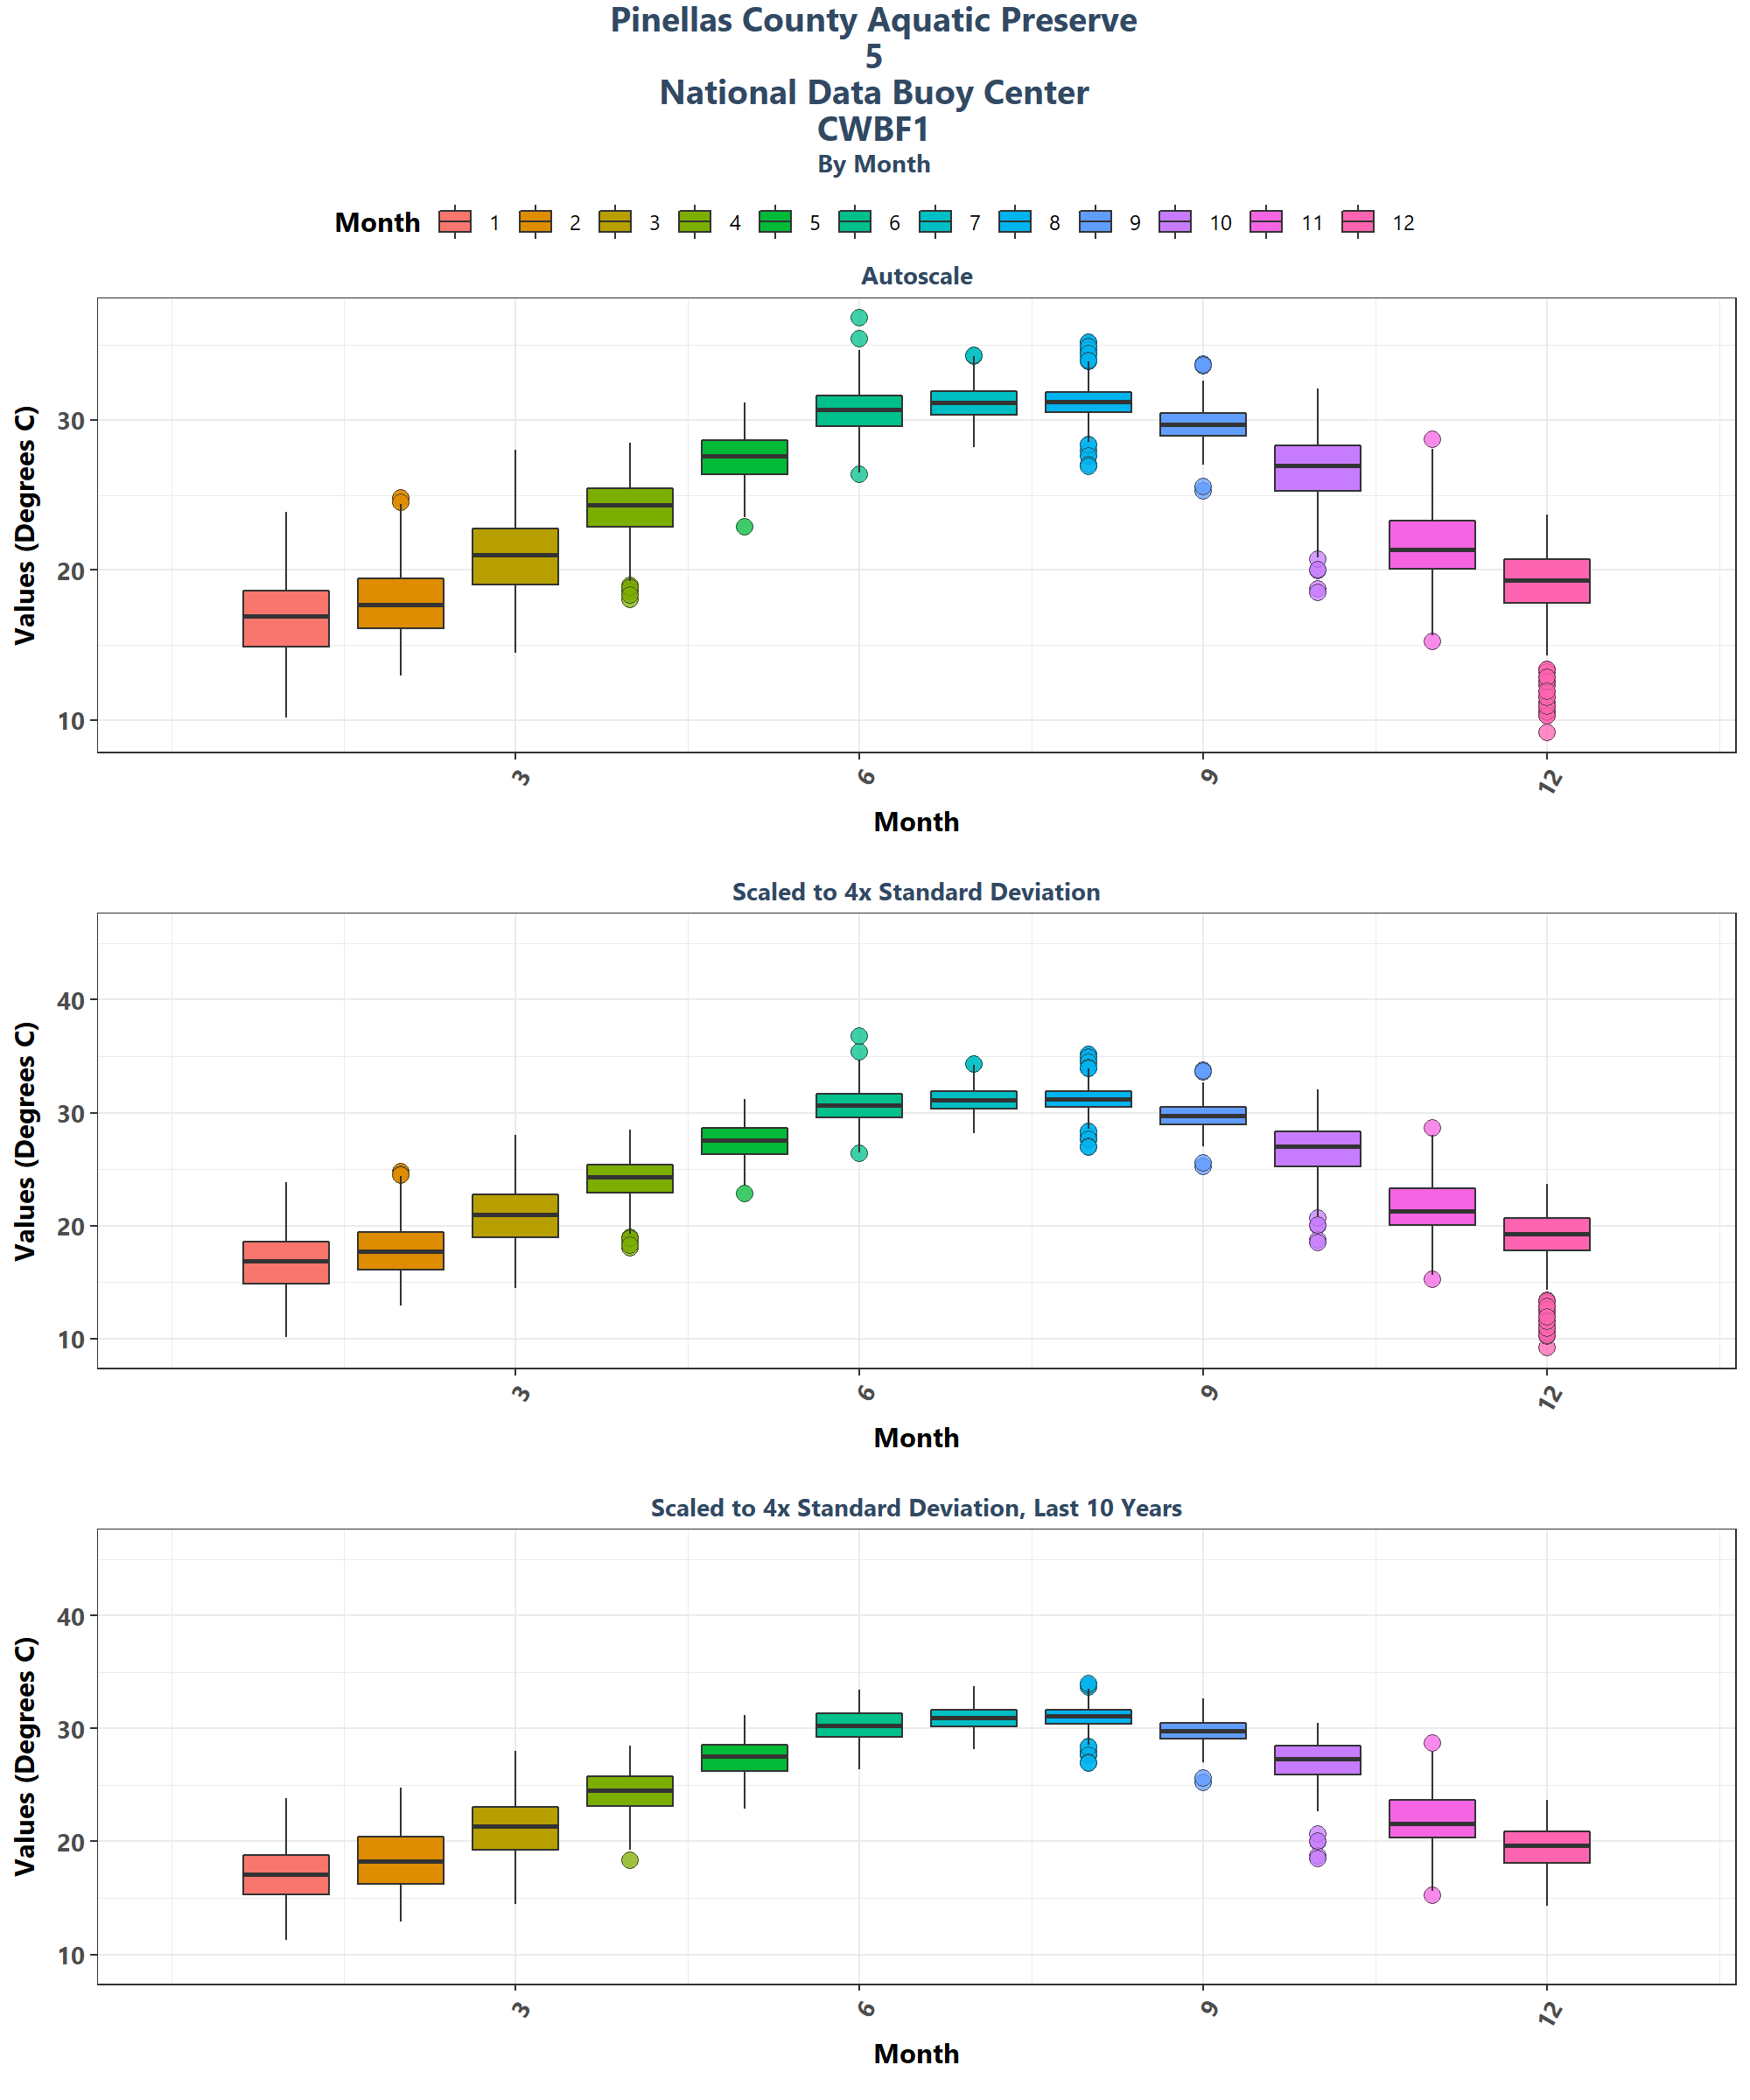 Pinellas County Aquatic Preserve
5
National Data Buoy Center
CWBF1
By Month
Month 1 2 3 4 5 6 7 8 9 10 11 12
Autoscale
Values (Degrees C)
30
20
10
3 6 9 12
Month
Scaled to 4x Standard Deviation
Values (Degrees C)
40
30
20
10
3 6 9 12
Month
Scaled to 4x Standard Deviation, Last 10 Years
Values (Degrees C)
40
30
20
10
3 6 9 12
Month